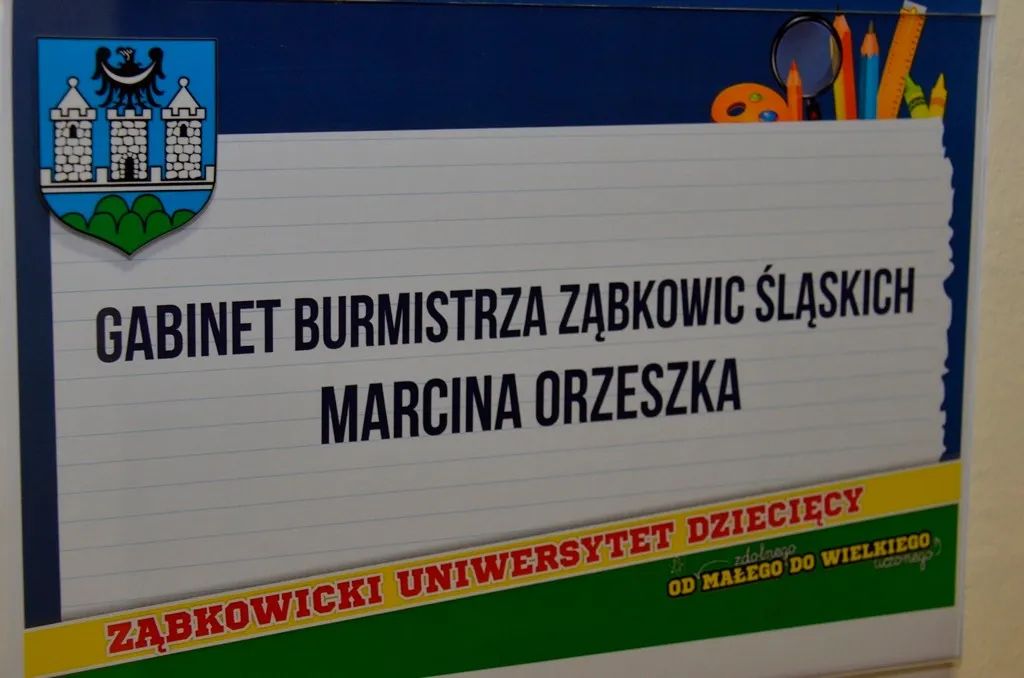 GABINET BURMISTRZA ZĄBKOWIC ŚLĄSKICH
MARCINA ORZESZKA
ZĄBKOWICKI UNIWERSYTET DZIECIĘCY
zdolnego
OD MAŁEGO DO WIELKIEGO
uczonego